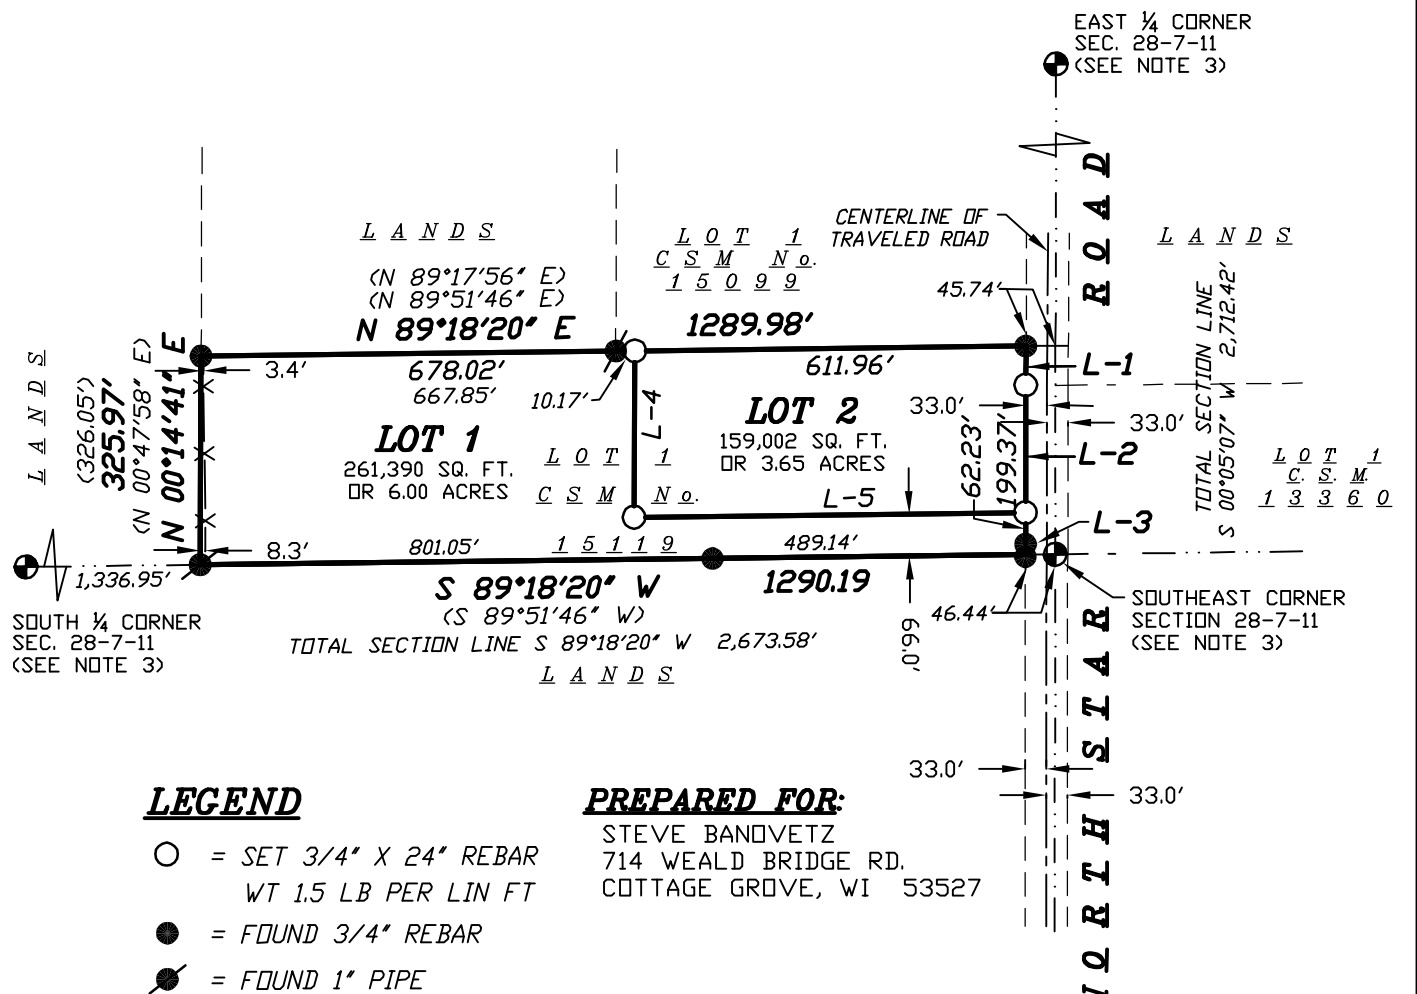 EAST ¼ CORNER
SEC. 28-7-11
(SEE NOTE 3)
CENTERLINE OF
TRAVELED ROAD
LANDS
LOT 1
CSM No.
15099
LANDS
(N 89°17'56" E)
(N 89°51'46" E)
N 89°18'20" E
1289.98'
45.74'
ROAD
TOTAL SECTION LINE
S 00°05'07" W 2,712.42'
LANDS
(326.05')
325.97'
(N 00°47'58" E)
N 00°14'41" E
3.4'
678.02'
667.85'
10.17'
611.96'
L-1
L-4
LOT 1
261,390 SQ. FT.
OR 6.00 ACRES
LOT 2
159,002 SQ. FT.
OR 3.65 ACRES
33.0'
33.0'
62.23'
199.37'
L-2
LOT 1
CSM No.
15119
LOT 1
C.S.M.
13360
L-5
L-3
8.3'
801.05'
489.14'
1,336.95'
S 89°18'20" W
1290.19
(S 89°51'46" W)
TOTAL SECTION LINE S 89°18'20" W 2,673.58'
LANDS
66.0'
46.44'
SOUTH ¼ CORNER
SEC. 28-7-11
(SEE NOTE 3)
SOUTHEAST CORNER
SECTION 28-7-11
(SEE NOTE 3)
33.0'
33.0'
STAR
ORTH
LEGEND
= SET 3/4" X 24" REBAR
WT 1.5 LB PER LIN FT
= FOUND 3/4" REBAR
= FOUND 1" PIPE
PREPARED FOR:
STEVE BANOVETZ
714 WEALD BRIDGE RD.
COTTAGE GROVE, WI 53527